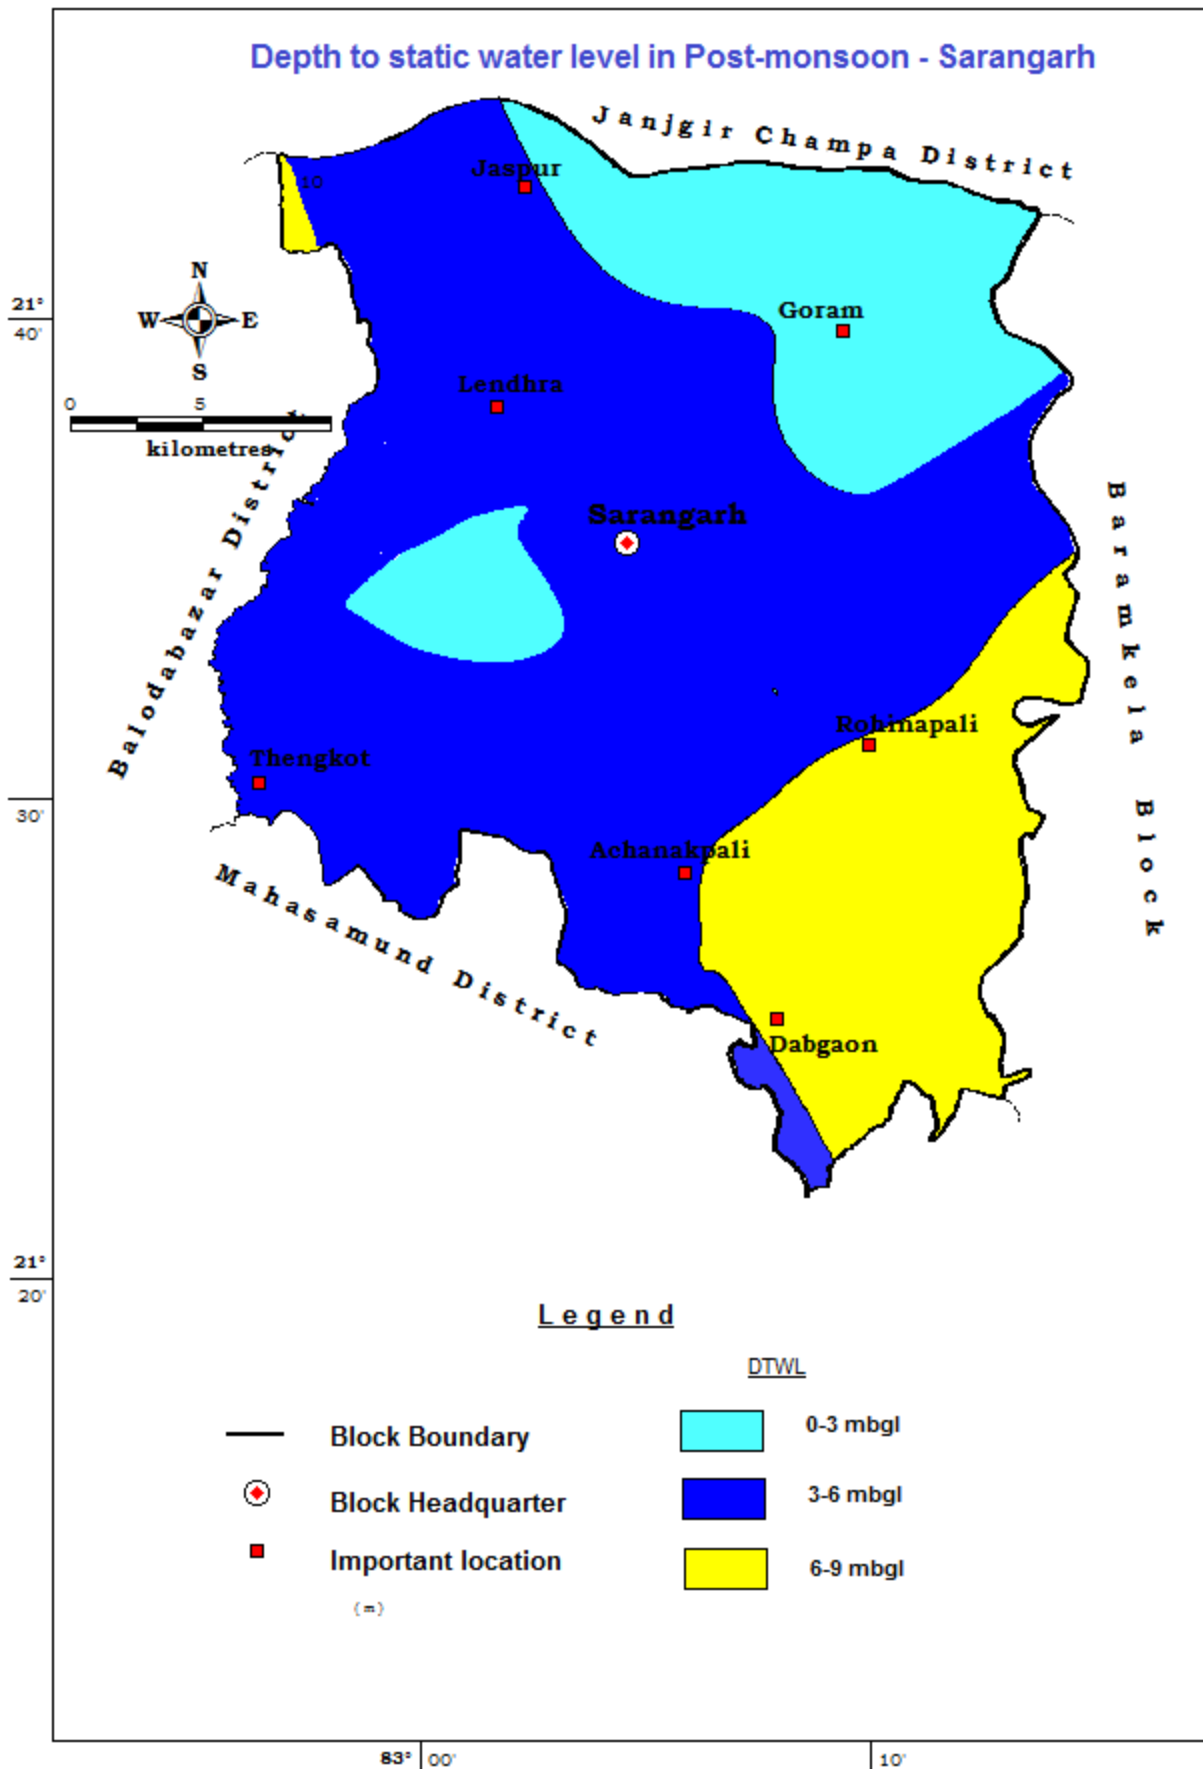 Depth to static water level in Post-monsoon - Sarangarh
Janjgir Champa District
Jaspur
10
N
W E
S
21°
40'
Goram
Lendhra
0 5
kilometres
Balodabazar District
Sarangarh
Baramkela Block
Rohinapali
Thengkot
30'
Achanakpali
Mahasamund District
Dabgaon
21°
20'
Legend
DTWL
Block Boundary
0-3 mbgl
Block Headquarter
3-6 mbgl
Important location
6-9 mbgl
(m)
83° 00'
10'